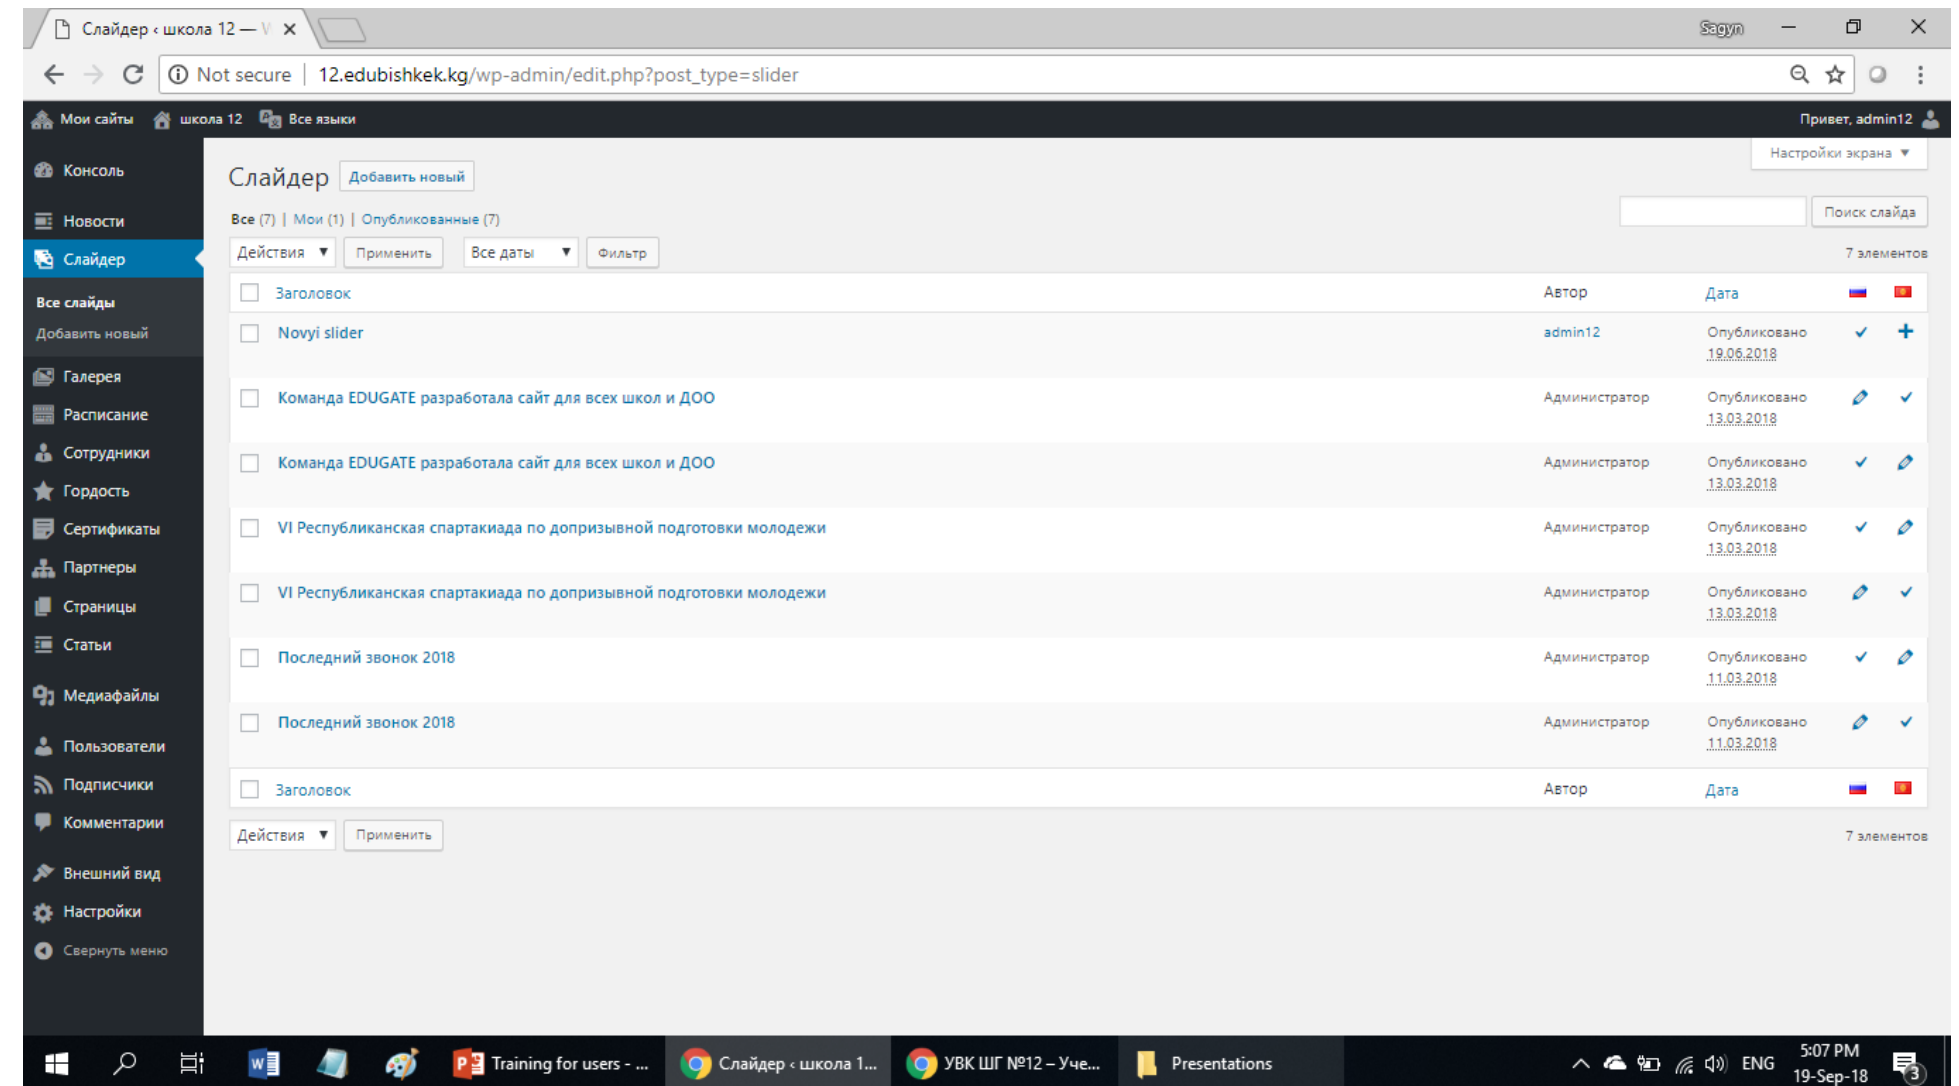 Слайдер ‹ школа 12 — W
Sagyn
Not secure | 12.edubishkek.kg/wp-admin/edit.php?post_type=slider
Мои сайты школа 12 Все языки Привет, admin12
Консоль
Новости
Слайдер
Все слайды
Добавить новый
Галерея
Расписание
Сотрудники
Гордость
Сертификаты
Партнеры
Страницы
Статьи
Медиафайлы
Пользователи
Подписчики
Комментарии
Внешний вид
Настройки
Свернуть меню
Настройки экрана
Слайдер Добавить новый
Все (7) | Мои (1) | Опубликованные (7)
Поиск слайда
Действия Применить Все даты Фильтр 7 элементов
Заголовок Автор Дата
Novyi slider admin12 Опубликовано
19.06.2018
Команда EDUGATE разработала сайт для всех школ и ДОО Администратор Опубликовано
13.03.2018
Команда EDUGATE разработала сайт для всех школ и ДОО Администратор Опубликовано
13.03.2018
VI Республиканская спартакиада по допризывной подготовки молодежи Администратор Опубликовано
13.03.2018
VI Республиканская спартакиада по допризывной подготовки молодежи Администратор Опубликовано
13.03.2018
Последний звонок 2018 Администратор Опубликовано
11.03.2018
Последний звонок 2018 Администратор Опубликовано
11.03.2018
Заголовок Автор Дата
Действия Применить 7 элементов
Training for users - ... Слайдер ‹ школа 1... УВК ШГ №12 – Уче... Presentations ENG 5:07 PM
19-Sep-18 3